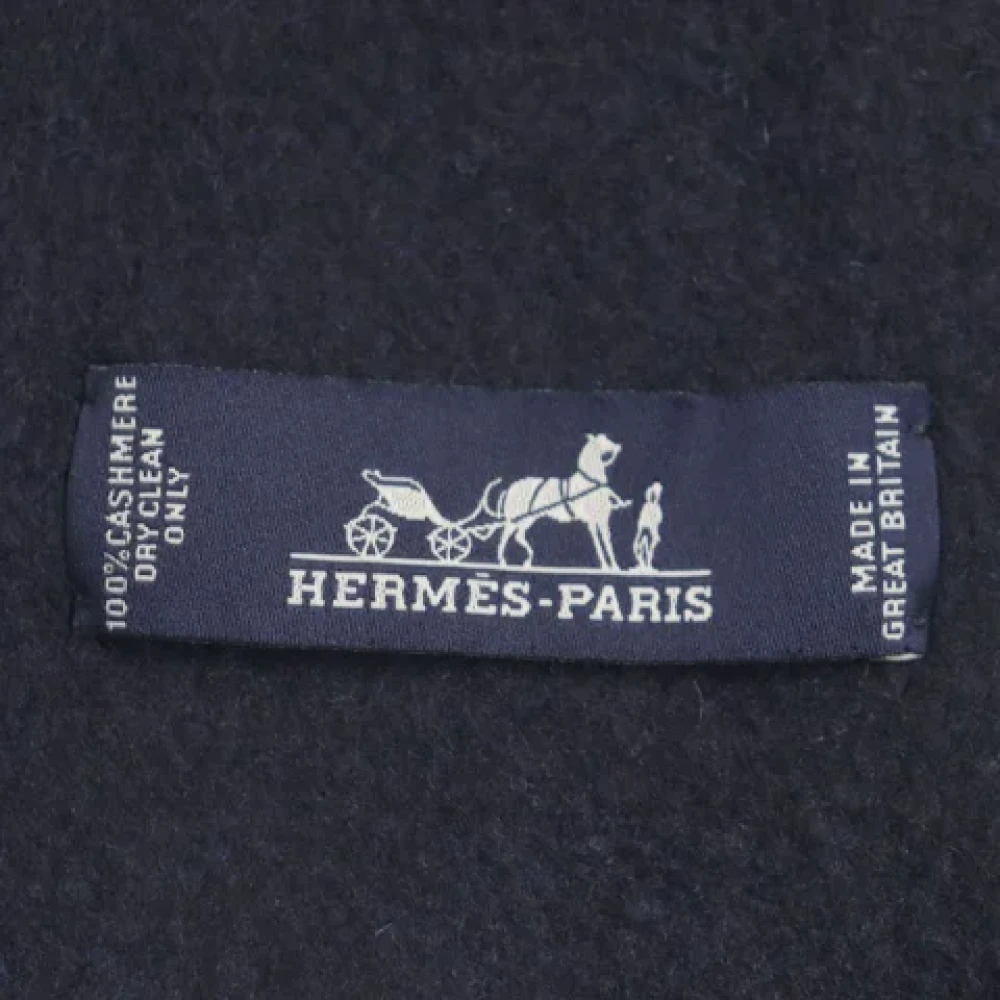 100% CASHMERE
DRY CLEAN
ONLY
HERMÈS-PARIS
MADE IN
GREAT BRITAIN